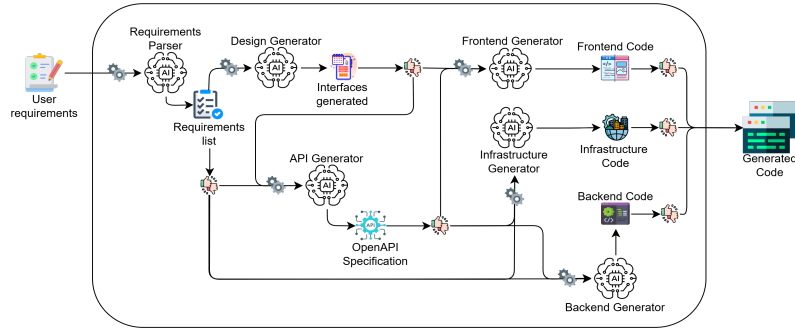 Requirements
Parser
Design Generator
Frontend Generator
Frontend Code
AI
AI
AI
User
requirements
Interfaces
generated
Requirements
list
AI
Infrastructure
Generator
Infrastructure
Code
Generated
Code
API Generator
AI
Backend Code
API
OpenAPI
Specification
AI
Backend Generator